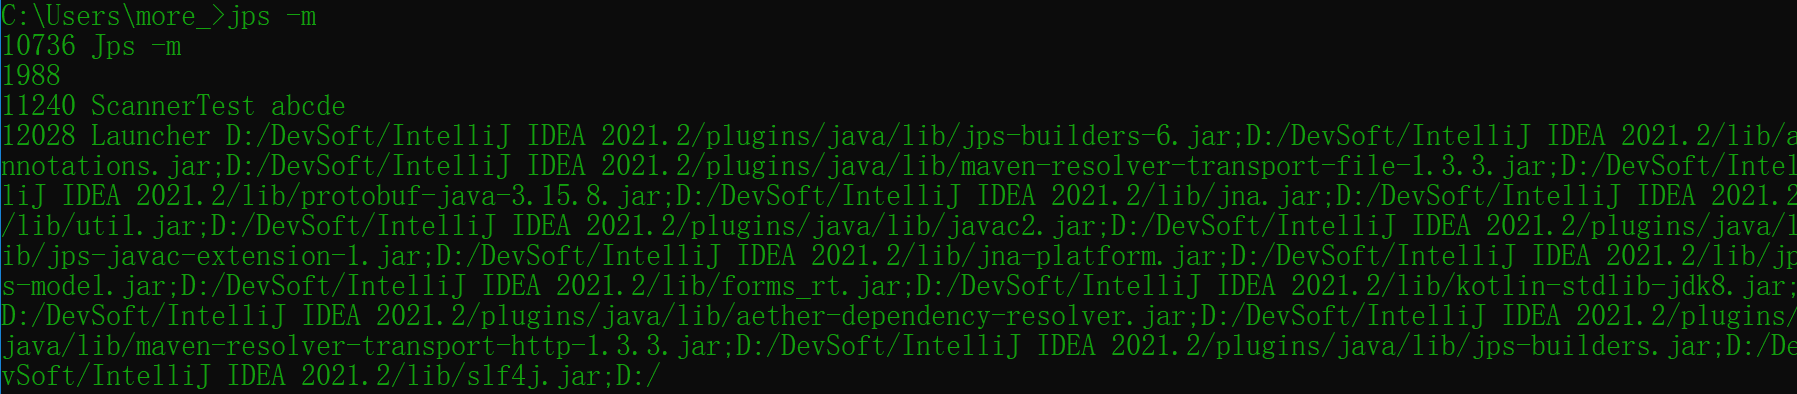 C:\Users\more_>jps -m
10736 Jps -m
1988
11240 ScannerTest abcde
12028 Launcher D:/DevSoft/IntelliJ IDEA 2021.2/plugins/java/lib/jps-builders-6.jar;D:/DevSoft/IntelliJ IDEA 2021.2/lib/a
nnotations.jar;D:/DevSoft/IntelliJ IDEA 2021.2/plugins/java/lib/maven-resolver-transport-file-1.3.3.jar;D:/DevSoft/Intel
liJ IDEA 2021.2/lib/protobuf-java-3.15.8.jar;D:/DevSoft/IntelliJ IDEA 2021.2/lib/jna.jar;D:/DevSoft/IntelliJ IDEA 2021.2
/lib/util.jar;D:/DevSoft/IntelliJ IDEA 2021.2/plugins/java/lib/javac2.jar;D:/DevSoft/IntelliJ IDEA 2021.2/plugins/java/l
ib/jps-javac-extension-1.jar;D:/DevSoft/IntelliJ IDEA 2021.2/lib/jna-platform.jar;D:/DevSoft/IntelliJ IDEA 2021.2/lib/jp
s-model.jar;D:/DevSoft/IntelliJ IDEA 2021.2/lib/forms_rt.jar;D:/DevSoft/IntelliJ IDEA 2021.2/lib/kotlin-stdlib-jdk8.jar;
D:/DevSoft/IntelliJ IDEA 2021.2/plugins/java/lib/aether-dependency-resolver.jar;D:/DevSoft/IntelliJ IDEA 2021.2/plugins/
java/lib/maven-resolver-transport-http-1.3.3.jar;D:/DevSoft/IntelliJ IDEA 2021.2/plugins/java/lib/jps-builders.jar;D:/De
vSoft/IntelliJ IDEA 2021.2/lib/slf4j.jar;D:/